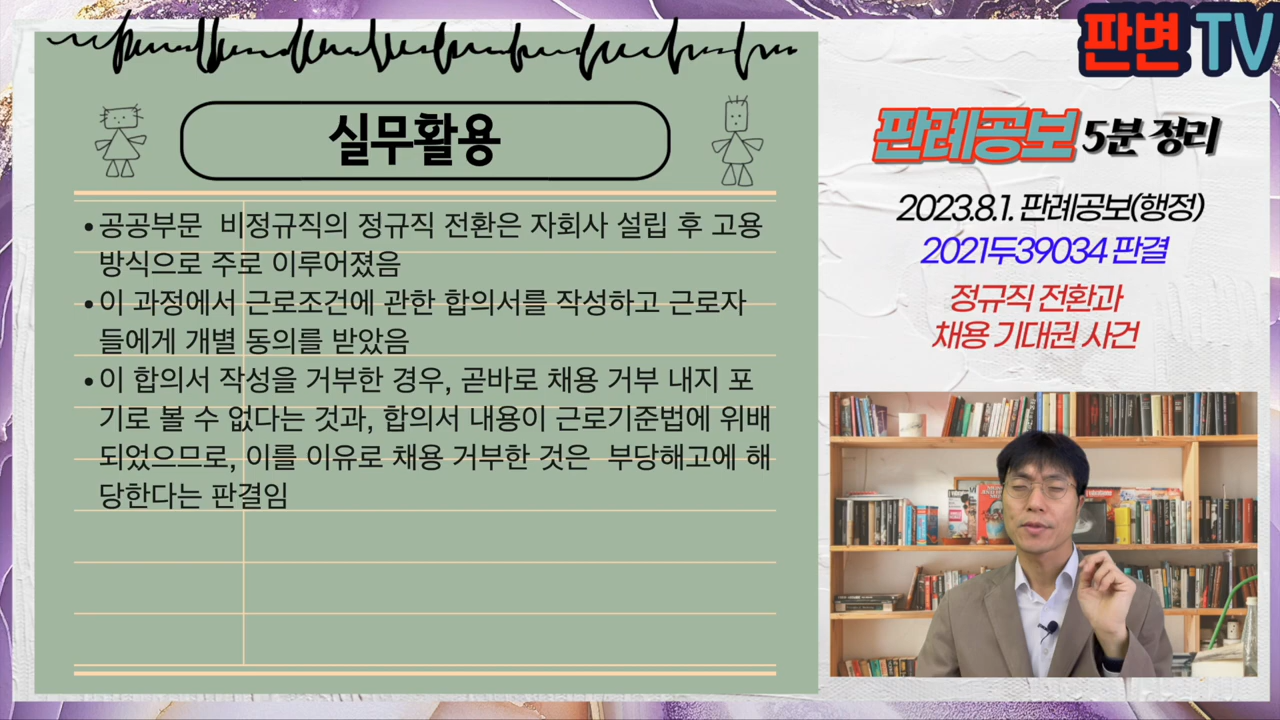 판변 TV
실무활용
• 공공부문 비정규직의 정규직 전환은 자회사 설립 후 고용
방식으로 주로 이루어졌음
• 이 과정에서 근로조건에 관한 합의서를 작성하고 근로자
들에게 개별 동의를 받았음
• 이 합의서 작성을 거부한 경우, 곧바로 채용 거부 내지 포
기로 볼 수 없다는 것과, 합의서 내용이 근로기준법에 위배
되었으므로, 이를 이유로 채용 거부한 것은 부당해고에 해
당한다는 판결임
판례공보 5분 정리
2023.8.1. 판례공보(행정)
2021두39034 판결
정규직 전환과
채용 기대권 사건